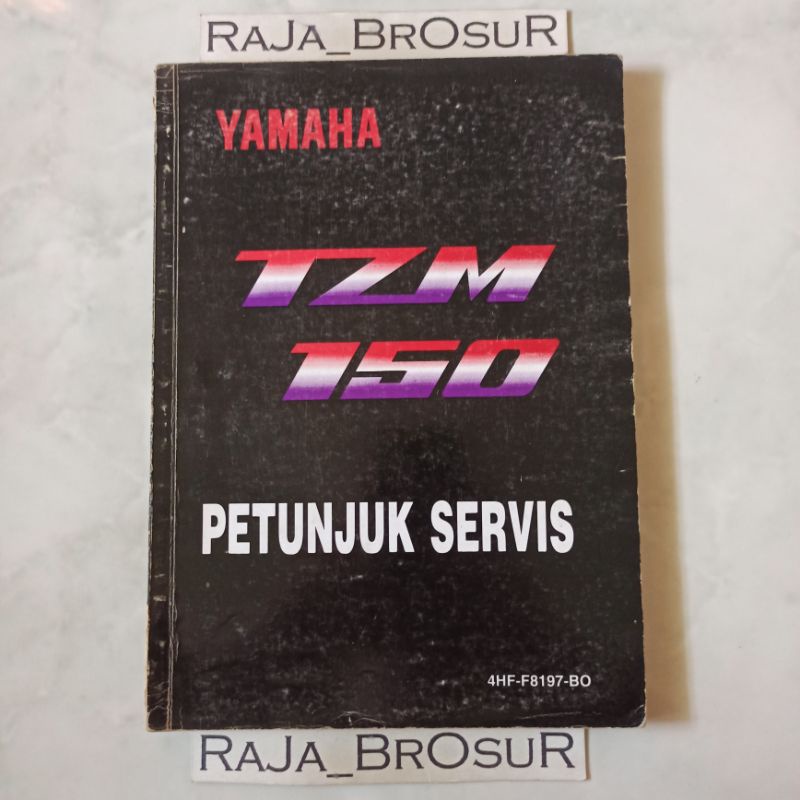 RAJA_BROSUR
YAMAHA
TZM
150
PETUNJUK SERVIS
4HF-F8197-BO
RAJA_BROSUR